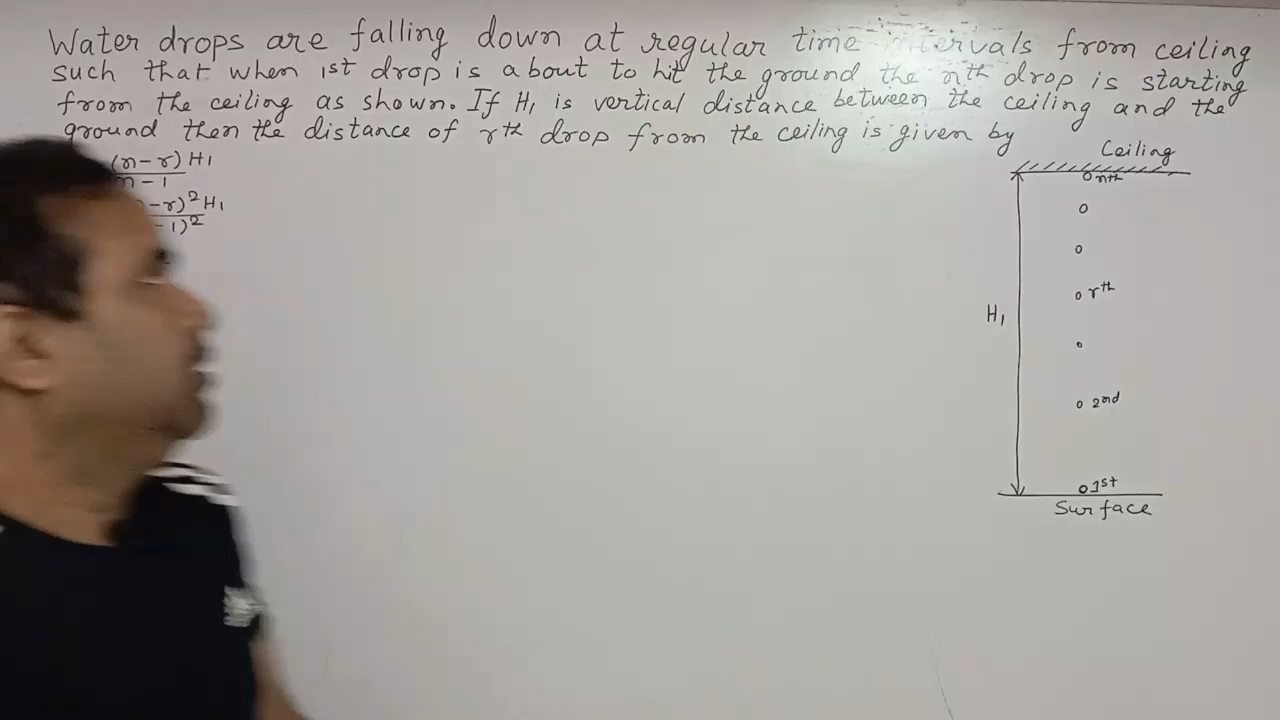 Water drops are falling down at regular time intervals from ceiling
such that when 1st drop is about to hit the ground the nth drop is starting
from the ceiling as shown. If H₁ is vertical distance between the ceiling and the
ground then the distance of rth drop from the ceiling is given by
(n-r) H₁
n-1
-r)² H₁
-1)²
Ceiling
nth
rth
H₁
2nd
1st
Surface